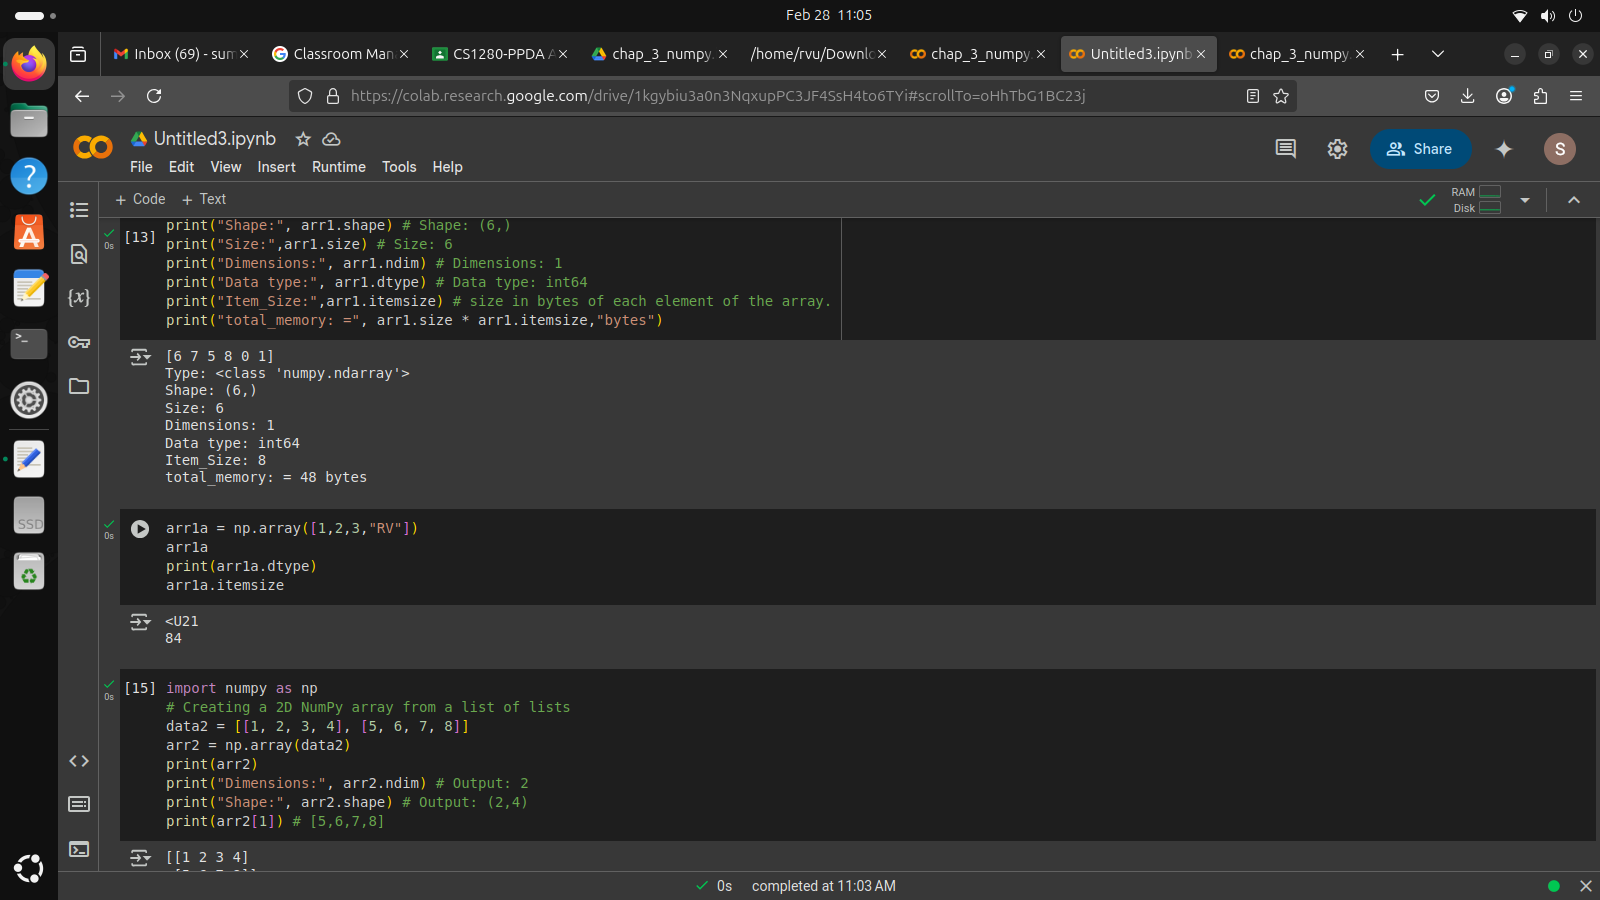 Feb 28 11:05
Inbox (69) - sum
Classroom Man
CS1280-PPDA A
chap_3_numpy.
/home/rvu/Downlo
chap_3_numpy.
Untitled3.ipynb
chap_3_numpy.
https://colab.research.google.com/drive/1kgybiu3a0n3NqxupPC3JF4SsH4to6TYi#scrollTo=oHhTbG1BC23j
Untitled3.ipynb
File Edit View Insert Runtime Tools Help
Share
S
+ Code + Text
RAM
Disk
[13]
0s
print("Shape:", arr1.shape) # Shape: (6,)
print("Size:",arr1.size) # Size: 6
print("Dimensions:", arr1.ndim) # Dimensions: 1
print("Data type:", arr1.dtype) # Data type: int64
print("Item_Size:",arr1.itemsize) # size in bytes of each element of the array.
print("total_memory: =", arr1.size * arr1.itemsize,"bytes")
[6 7 5 8 0 1]
Type: <class 'numpy.ndarray'>
Shape: (6,)
Size: 6
Dimensions: 1
Data type: int64
Item_Size: 8
total_memory: = 48 bytes
0s
arr1a = np.array([1,2,3,"RV"])
arr1a
print(arr1a.dtype)
arr1a.itemsize
<U21
84
[15]
0s
import numpy as np
# Creating a 2D NumPy array from a list of lists
data2 = [[1, 2, 3, 4], [5, 6, 7, 8]]
arr2 = np.array(data2)
print(arr2)
print("Dimensions:", arr2.ndim) # Output: 2
print("Shape:", arr2.shape) # Output: (2,4)
print(arr2[1]) # [5,6,7,8]
[[1 2 3 4]
0s completed at 11:03 AM
SSD